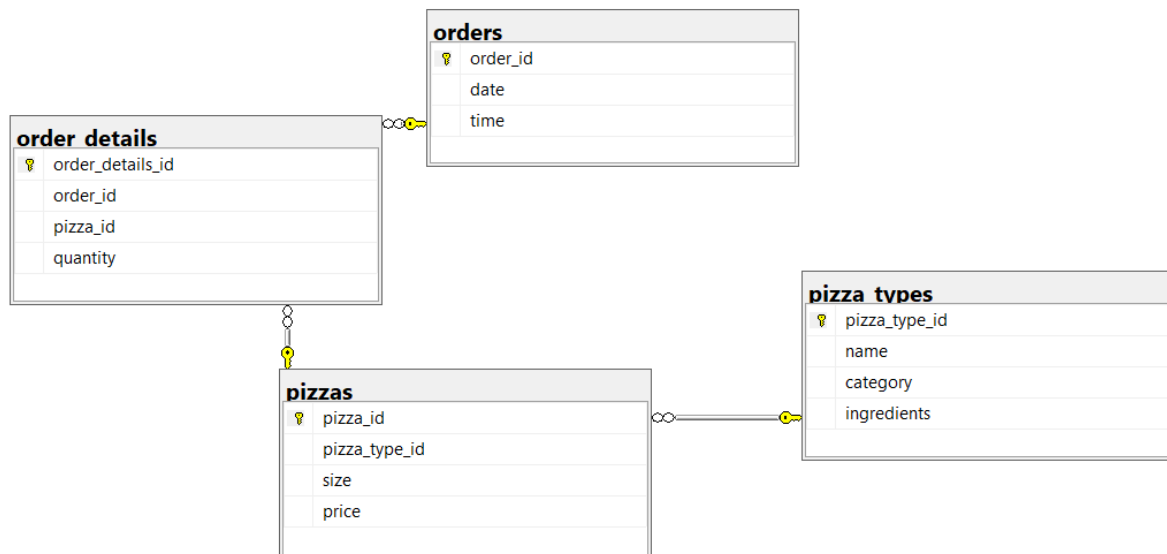 orders
order_id
date
time
order_details
order_details_id
order_id
pizza_id
quantity
pizza_types
pizza_type_id
name
category
ingredients
pizzas
pizza_id
pizza_type_id
size
price